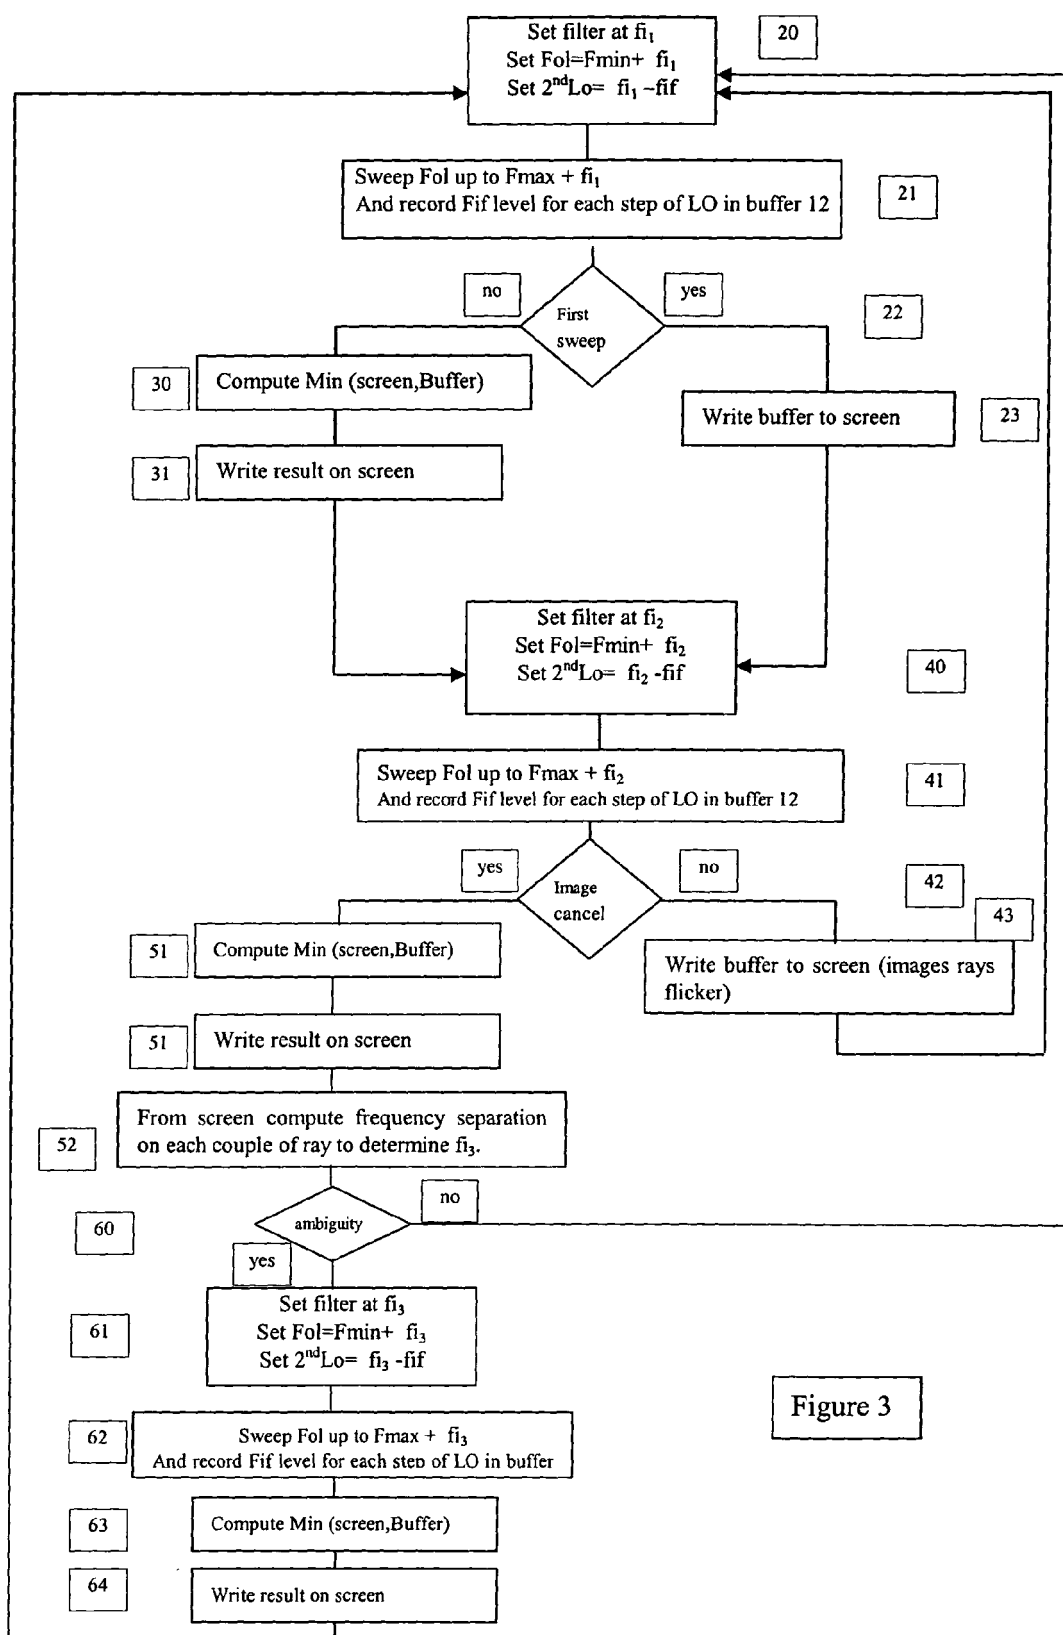 Set filter at fi₁
Set Fol=Fmin+ fi₁
Set 2ⁿᵈLo= fi₁ -fif
20
Sweep Fol up to Fmax + fi₁
And record Fif level for each step of LO in buffer 12
21
no
yes
First
sweep
22
30
Compute Min (screen,Buffer)
Write buffer to screen
23
31
Write result on screen
Set filter at fi₂
Set Fol=Fmin+ fi₂
Set 2ⁿᵈLo= fi₂ -fif
40
Sweep Fol up to Fmax + fi₂
And record Fif level for each step of LO in buffer 12
41
yes
no
Image
cancel
42
43
51
Compute Min (screen,Buffer)
Write buffer to screen (images rays
flicker)
51
Write result on screen
From screen compute frequency separation
on each couple of ray to determine fi₃.
52
no
60
ambiguity
yes
Set filter at fi₃
Set Fol=Fmin+ fi₃
Set 2ⁿᵈLo= fi₃ -fif
61
Figure 3
62
Sweep Fol up to Fmax + fi₃
And record Fif level for each step of LO in buffer
63
Compute Min (screen,Buffer)
64
Write result on screen